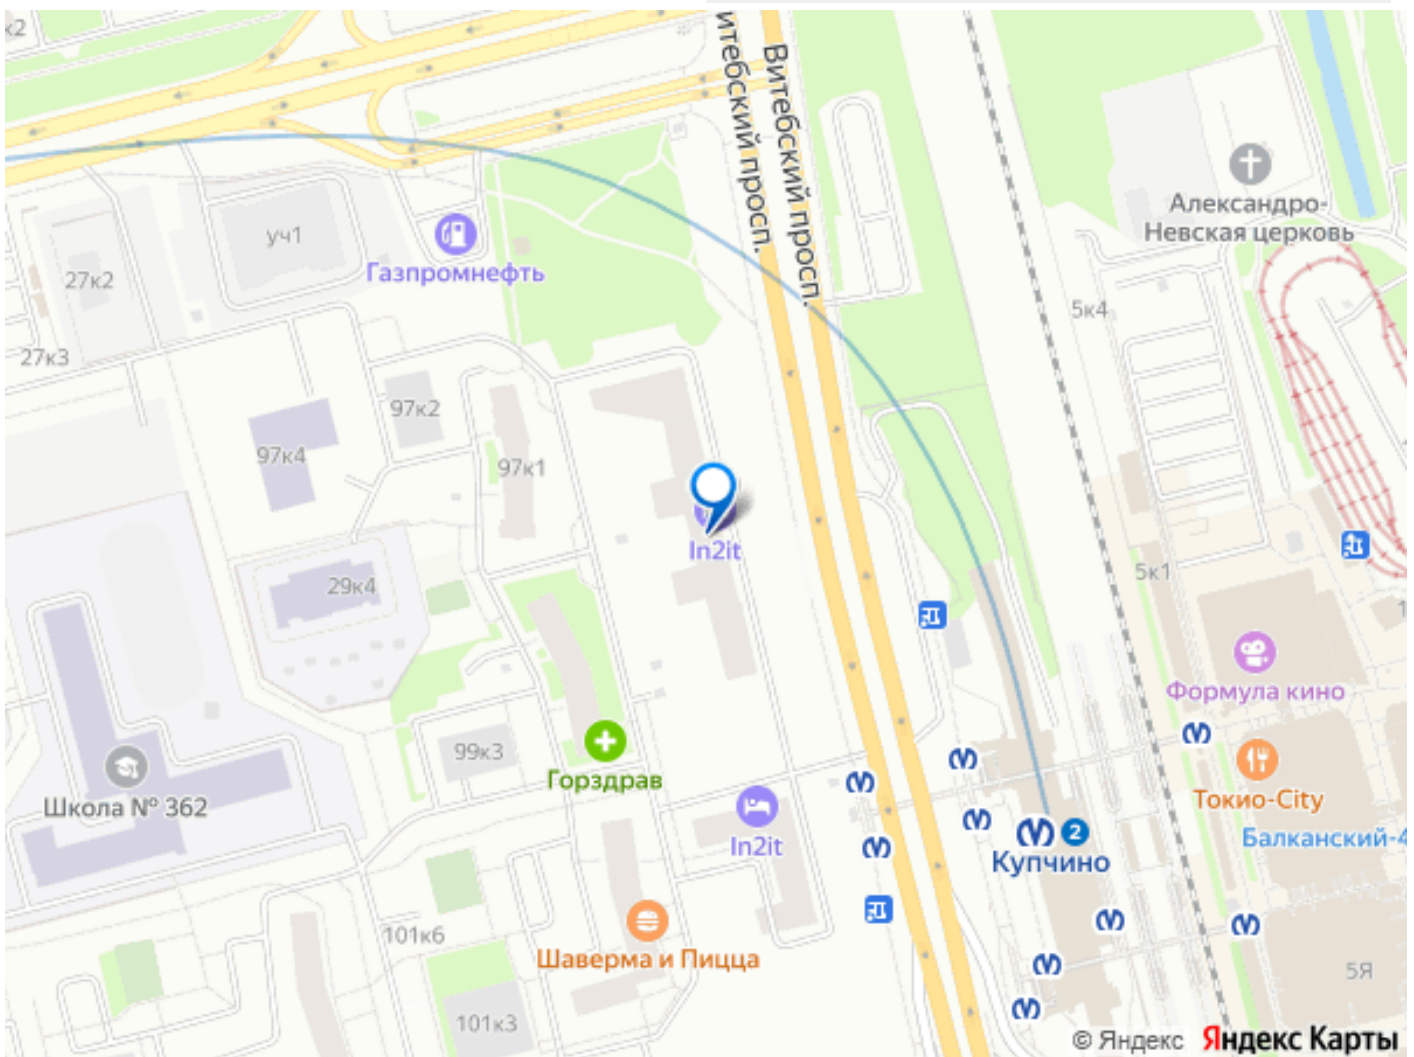 к2
итебский просп.
Витебский просп.
Александро-
Невская церковь
уч1
Газпромнефть
27к2
5к4
27к3
97к2
97к4
97к1
In2it
29к4
5к1
1
Формула кино
99к3
Горздрав
Школа № 362
Токио-City
In2it
2
Купчино
Балканский-4
101к6
Шаверма и Пицца
5Я
101к3
© Яндекс Яндекс Карты